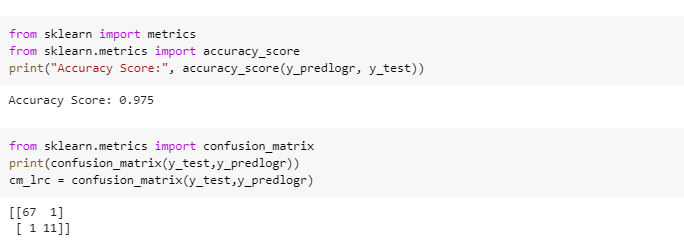 from sklearn import metrics
from sklearn.metrics import accuracy_score
print("Accuracy Score:", accuracy_score(y_predlogr, y_test))
Accuracy Score: 0.975
from sklearn.metrics import confusion_matrix
print(confusion_matrix(y_test,y_predlogr))
cm_lrc = confusion_matrix(y_test,y_predlogr)
[[67  1]
 [ 1 11]]